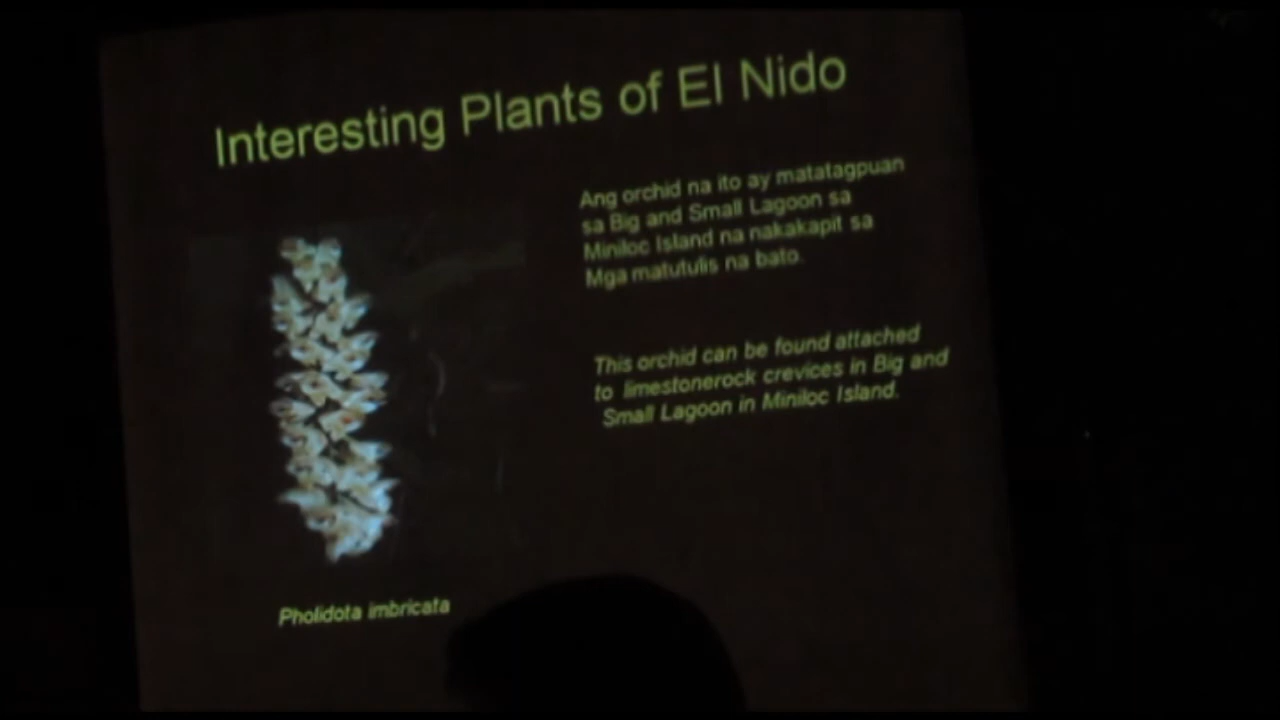 Interesting Plants of El Nido
Ang orchid na ito ay matatagpuan
sa Big and Small Lagoon sa
Miniloc Island na nakakapit sa
Mga matutulis na bato.
This orchid can be found attached
to limestonerock crevices in Big and
Small Lagoon in Miniloc Island.
Pholidota imbricata